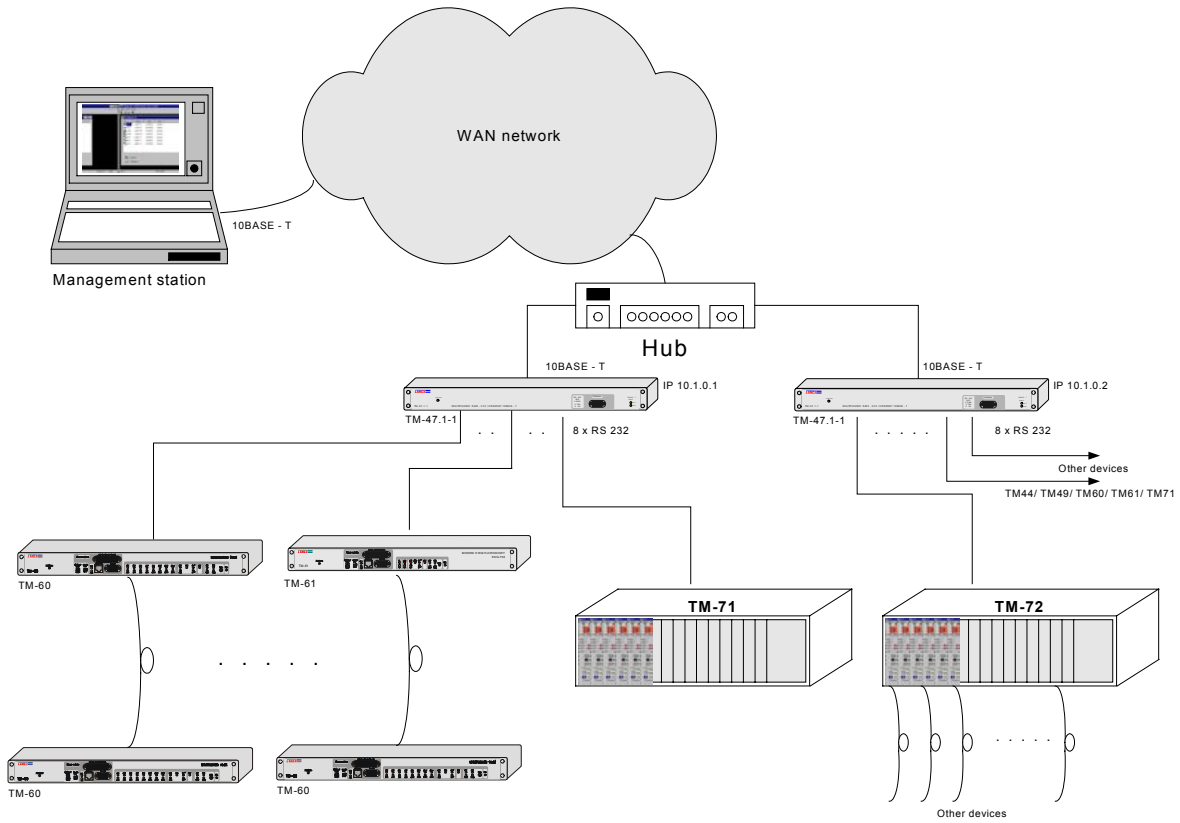 WAN network
10BASE - T
Management station
Hub
10BASE - T
10BASE - T
IP 10.1.0.1
IP 10.1.0.2
TM-47.1-1
. . . .
8 x RS 232
TM-47.1-1
. . . . .
8 x RS 232
Other devices
TM44/ TM49/ TM60/ TM61/ TM71
TM-60
TM-61
TM-71
TM-72
. . . . .
. . . . .
TM-60
TM-60
Other devices